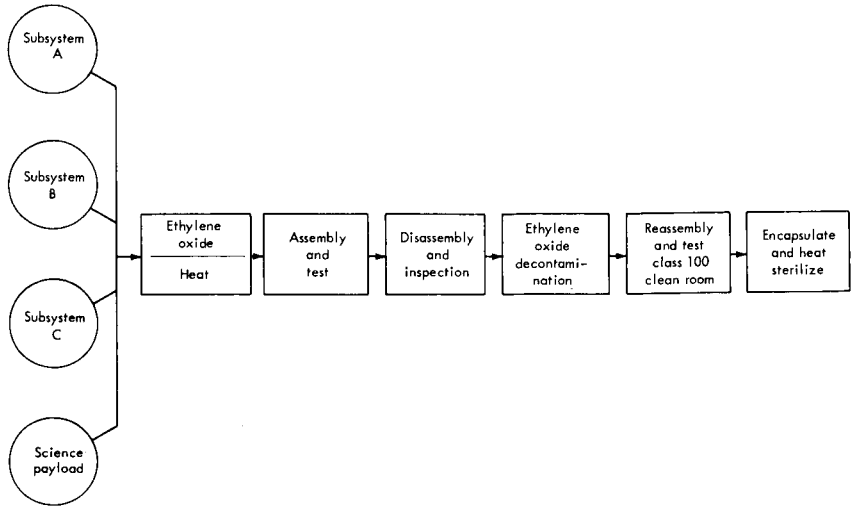 Subsystem
A
Subsystem
B
Subsystem
C
Science
payload
Ethylene
oxide
Heat
Assembly
and
test
Disassembly
and
inspection
Ethylene
oxide
decontami-
nation
Reassembly
and test
class 100
clean room
Encapsulate
and heat
sterilize